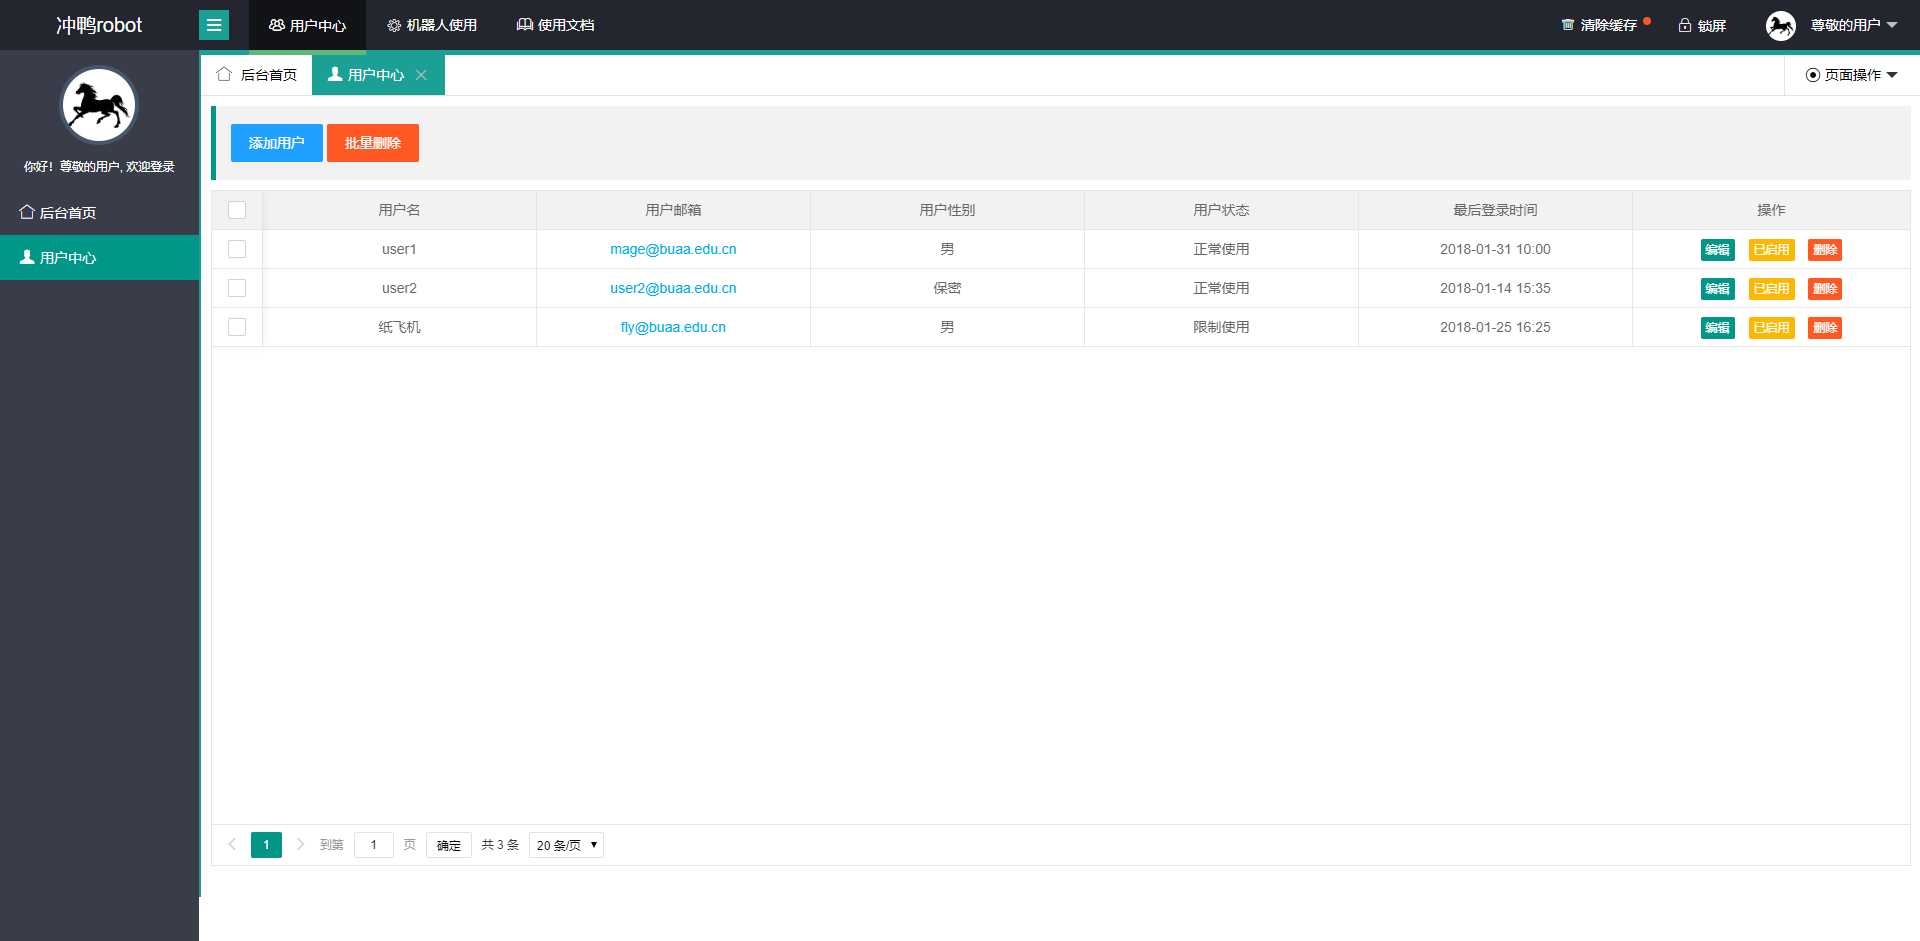 冲鸭robot
用户中心
机器人使用
使用文档
清除缓存
锁屏
尊敬的用户
你好！尊敬的用户, 欢迎登录
后台首页
用户中心
后台首页
用户中心
页面操作
添加用户
批量删除
用户名 用户邮箱 用户性别 用户状态 最后登录时间 操作
user1 mage@buaa.edu.cn 男 正常使用 2018-01-31 10:00 编辑 已启用 删除
user2 user2@buaa.edu.cn 保密 正常使用 2018-01-14 15:35 编辑 已启用 删除
纸飞机 fly@buaa.edu.cn 男 限制使用 2018-01-25 16:25 编辑 已启用 删除
1 到第 1 页 确定 共 3 条 20 条/页